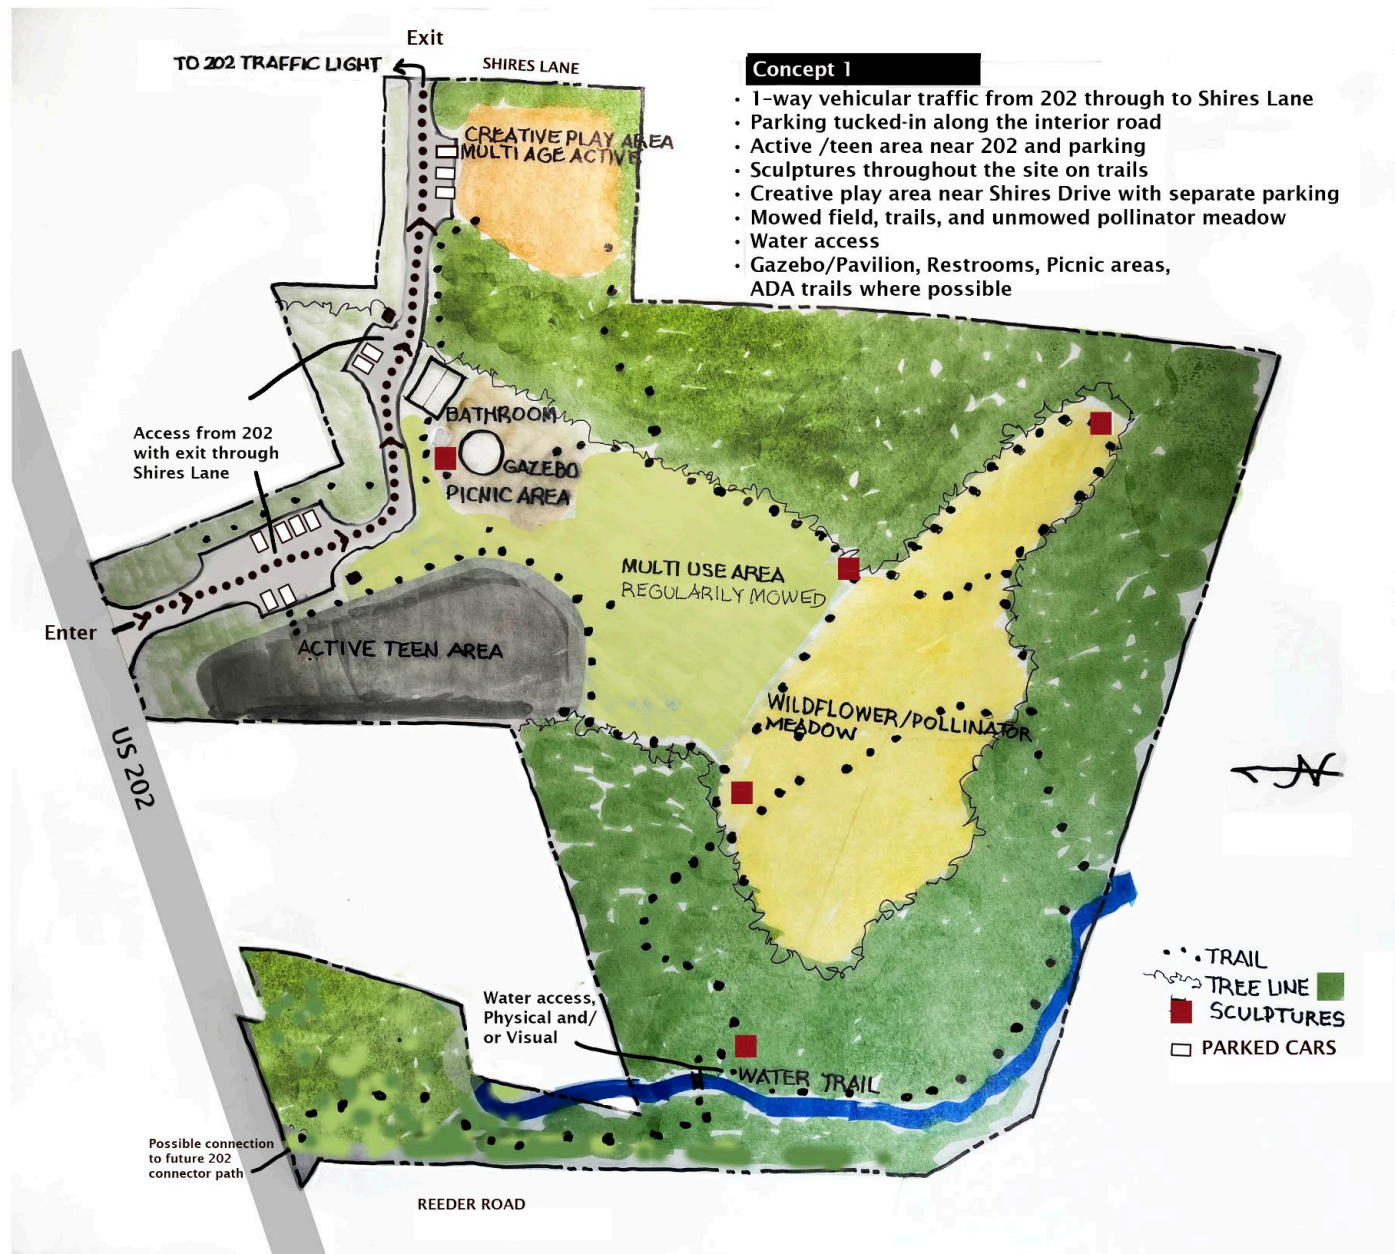 Exit
TO 202 TRAFFIC LIGHT
SHIRES LANE
Concept 1
• 1-way vehicular traffic from 202 through to Shires Lane
• Parking tucked-in along the interior road
• Active /teen area near 202 and parking
• Sculptures throughout the site on trails
• Creative play area near Shires Drive with separate parking
• Mowed field, trails, and unmowed pollinator meadow
• Water access
• Gazebo/Pavilion, Restrooms, Picnic areas,
ADA trails where possible
CREATIVE PLAY AREA
MULTI AGE ACTIVE
Access from 202
with exit through
Shires Lane
BATHROOM
GAZEBO
PICNIC AREA
MULTI USE AREA
REGULARILY MOWED
Enter
ACTIVE TEEN AREA
WILDFLOWER/POLLINATOR
MEADOW
US 202
N
TRAIL
TREE LINE
SCULPTURES
PARKED CARS
Water access,
Physical and/
or Visual
WATER TRAIL
Possible connection
to future 202
connector path
REEDER ROAD